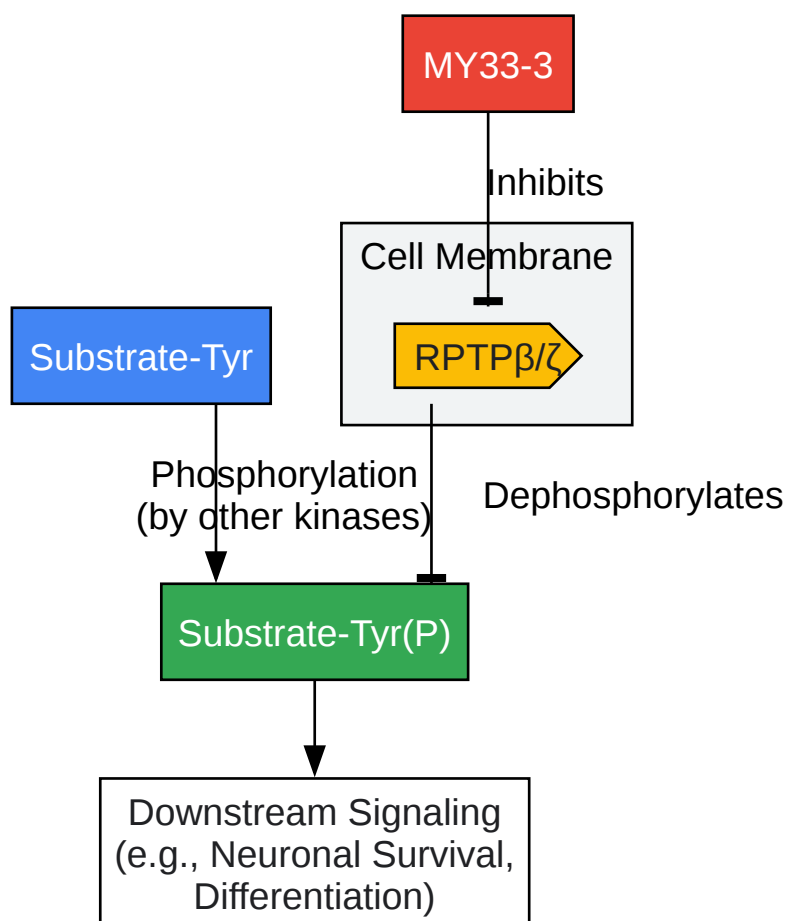 MY33-3
Inhibits
Cell Membrane
RPTPβ/ζ
Substrate-Tyr
Phosphorylation
(by other kinases)
Dephosphorylates
Substrate-Tyr(P)
Downstream Signaling
(e.g., Neuronal Survival,
Differentiation)